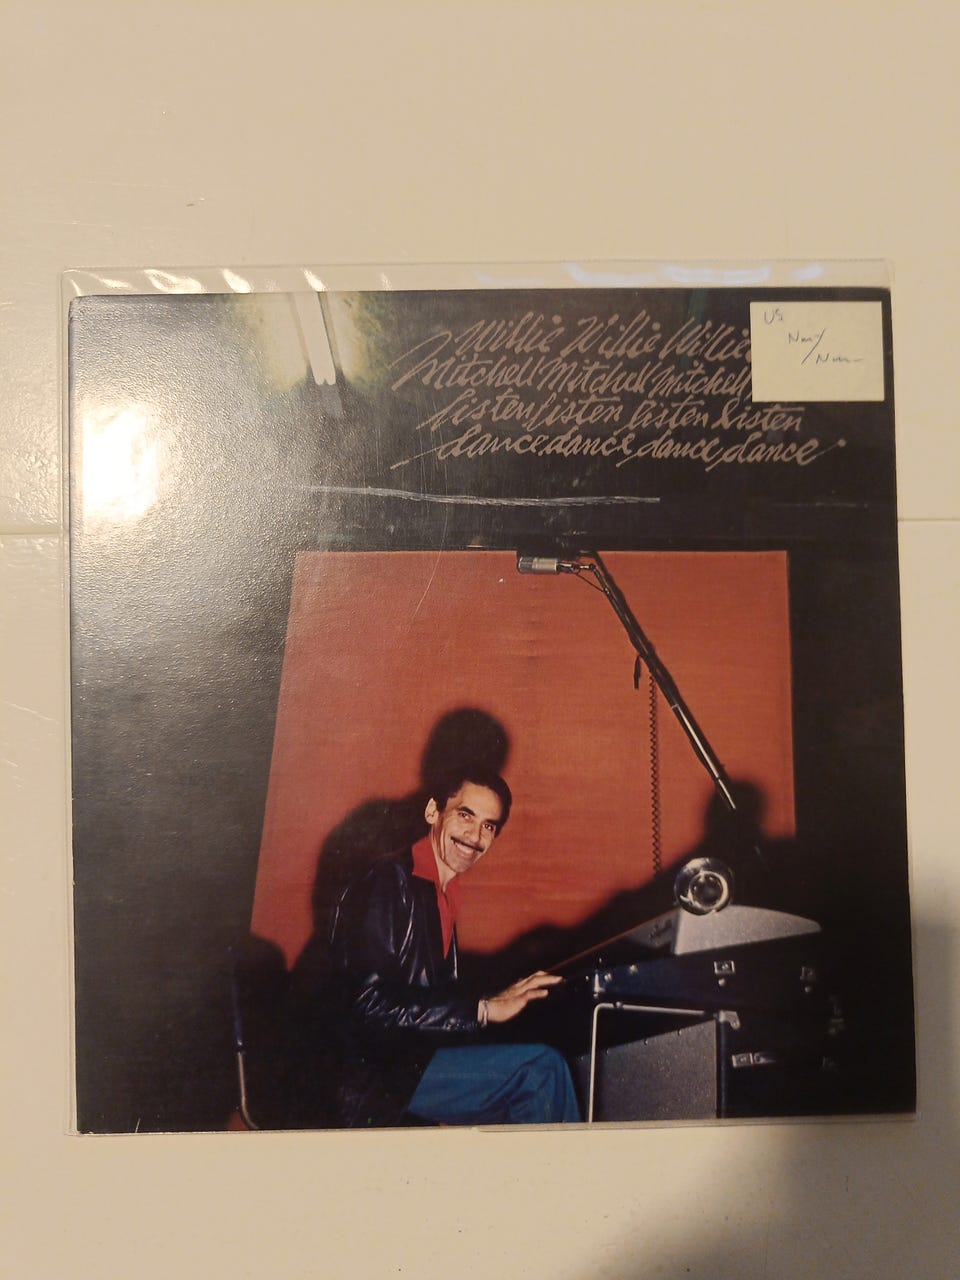 Willie Willie Willie
Mitchell Mitchell Mitchell
listen listen listen listen
dance dance dance dance
US